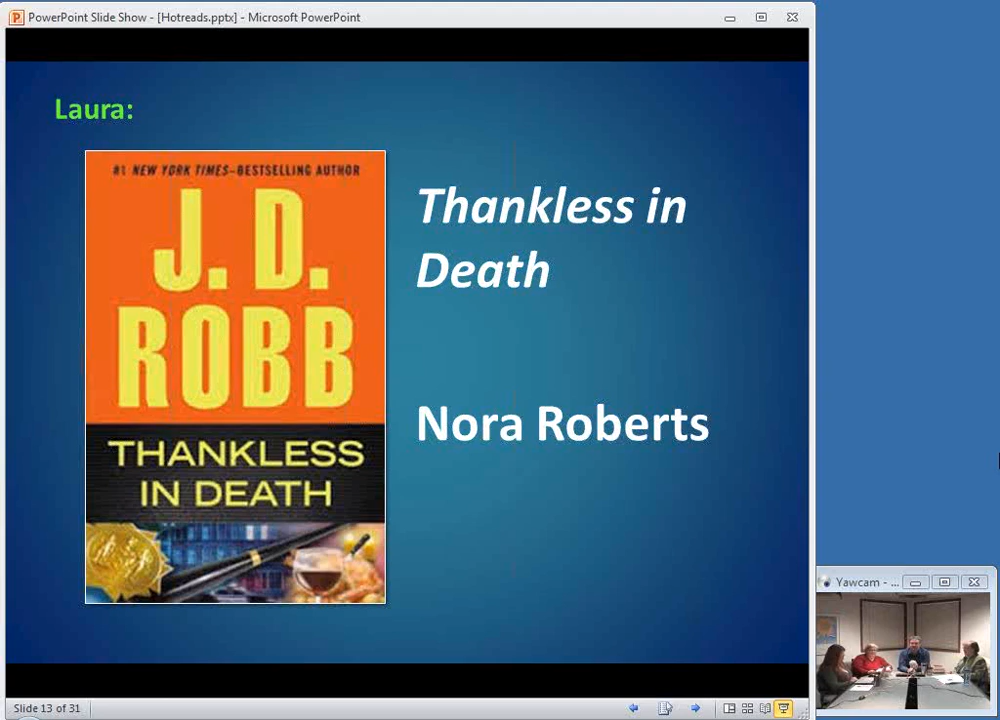 PowerPoint Slide Show - [Hotreads.pptx] - Microsoft PowerPoint
Laura:
#1 NEW YORK TIMES–BESTSELLING AUTHOR
J. D.
ROBB
THANKLESS
IN DEATH
Thankless in
Death
Nora Roberts
Yawcam - ...
Slide 13 of 31